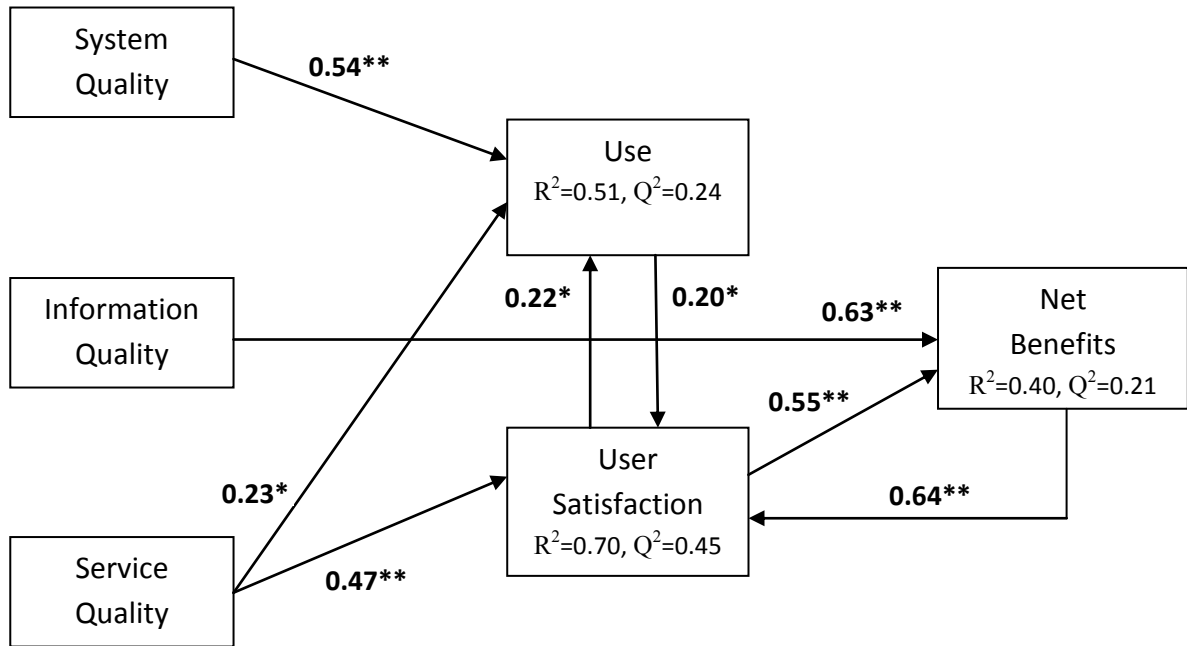 System
Quality
0.54**
Use
R²=0.51, Q²=0.24
Information
Quality
0.22*
0.20*
0.63**
Net
Benefits
R²=0.40, Q²=0.21
0.55**
User
Satisfaction
R²=0.70, Q²=0.45
0.23*
0.64**
Service
Quality
0.47**